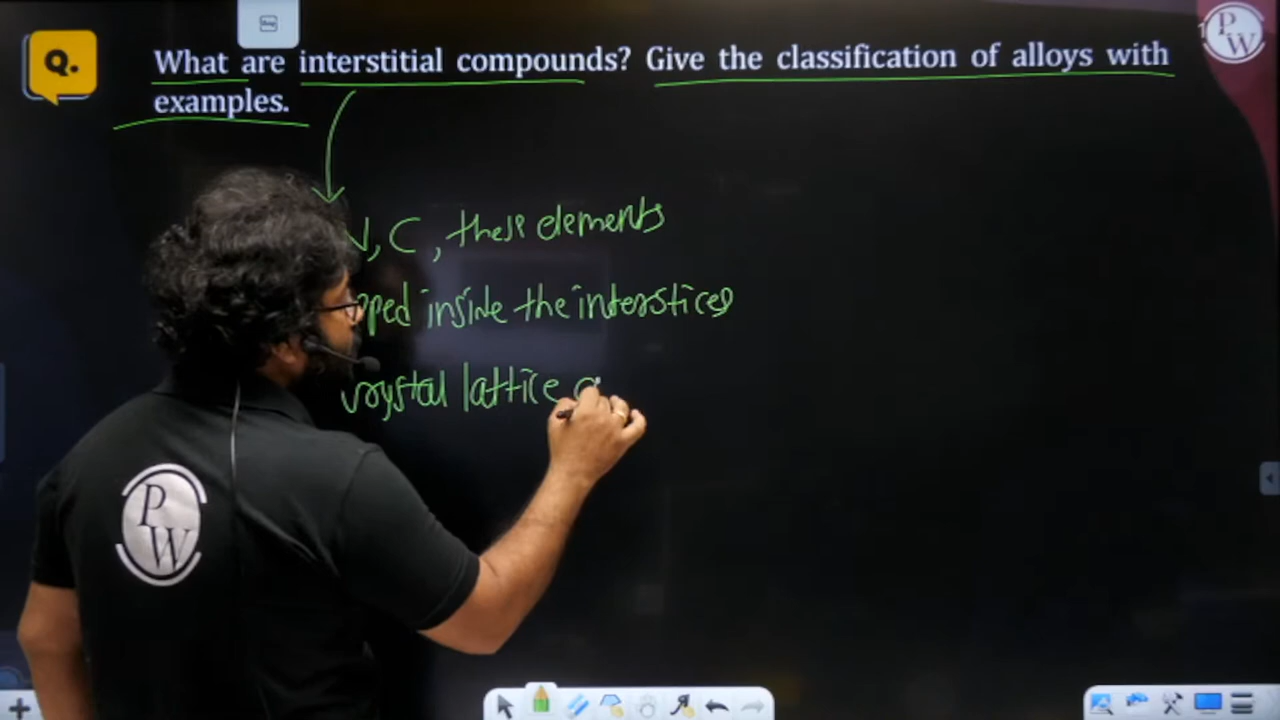 Q.
What are interstitial compounds? Give the classification of alloys with
examples.
PW
, C, these elements
inside the interstices
crystal lattice
PW